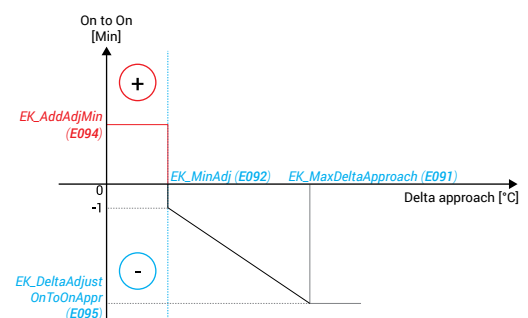 On to On
[Min]
+
EK_AddAdjMin
(E094)
EK_MinAdj (E092)
EK_MaxDeltaApproach (E091)
0
Delta approach [°C]
-1
-
EK_DeltaAdjust
OnToOnAppr
(E095)